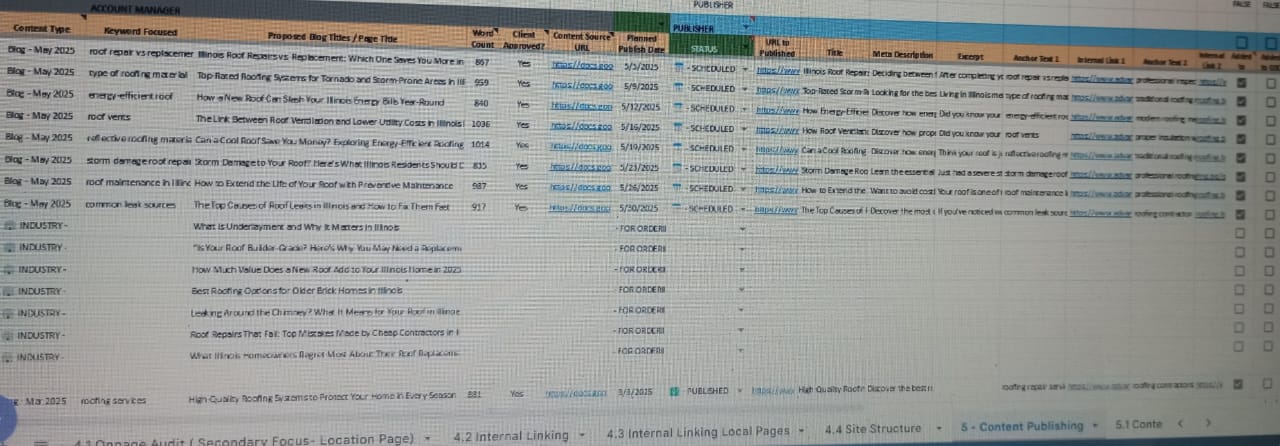 PUBLISHER
ACCOUNT MANAGER PUBLISHER FALSE FALSE
Content Type Keyword Focused Proposed Blog Titles / Page Title Word Count Client Approved? Content Source URL Planned Publish Date STATUS URL to Published Title Meta Description Excerpt Anchor Text 1 Internal Link 1 Anchor Text 2 Internal Link 2 Added to
Blog - May 2025 roof repair vs replacemer Illinois Roof Repair vs. Replacement: Which One Saves You More in 867 Yes https://docs.goo 5/5/2025 - SCHEDULED https://www Illinois Roof Repair: Deciding between After completing yc roof repair vs repla https://www.advar professional inspec
Blog - May 2025 type of roofing material Top-Rated Roofing Systems for Tornado and Storm-Prone Areas in Illi 959 Yes https://docs.goo 5/9/2025 - SCHEDULED https://www Top-Rated Storm-R Looking for the bes Living in Illinois me type of roofing mat https://www.advar traditional roofing
Blog - May 2025 energy-efficient roof How a New Roof Can Slash Your Illinois Energy Bills Year-Round 840 Yes https://docs.goo 5/12/2025 - SCHEDULED https://www How Energy-Efficier Discover how energ Did you know your energy-efficient roo https://www.advar modern roofing
Blog - May 2025 roof vents The Link Between Roof Ventilation and Lower Utility Costs in Illinois 1036 Yes https://docs.goo 5/16/2025 - SCHEDULED https://www How Roof Ventilati Discover how prop Did you know your roof vents https://www.advar proper insulation
Blog - May 2025 reflective roofing materia Can a Cool Roof Save You Money? Exploring Energy-Efficient Roofing 1014 Yes https://docs.goo 5/19/2025 - SCHEDULED https://www Can a Cool Roofing Discover how energ Think your roof is ju reflective roofing m https://www.advar traditional roofing
Blog - May 2025 storm damage roof repair Storm Damage to Your Roof? Here's What Illinois Residents Should D 835 Yes https://docs.goo 5/23/2025 - SCHEDULED https://www Storm Damage Roo Learn the essential Just had a severe st storm damage roof https://www.advar professional roofing
Blog - May 2025 roof maintenance in Illinc How to Extend the Life of Your Roof with Preventive Maintenance 987 Yes https://docs.goo 5/26/2025 - SCHEDULED https://www How to Extend the Want to avoid costl Your roof is one of roof maintenance i https://www.advar professional roofing
Blog - May 2025 common leak sources The Top Causes of Roof Leaks in Illinois and How to Fix Them Fast 917 Yes https://docs.goo 5/30/2025 - SCHEDULED https://www The Top Causes of Discover the most c If you've noticed wa common leak sourc https://www.advar roofing contractor
INDUSTRY - What is Underlayment and Why It Matters in Illinois - FOR ORDERI
INDUSTRY - "Is Your Roof Builder-Grade? Here's Why You May Need a Replacem - FOR ORDERI
INDUSTRY - How Much Value Does a New Roof Add to Your Illinois Home in 2025 - FOR ORDERI
INDUSTRY - Best Roofing Options for Older Brick Homes in Illinois - FOR ORDERI
INDUSTRY - Leaking Around the Chimney? What It Means for Your Roof in Illinoi - FOR ORDERI
INDUSTRY - Roof Repairs That Fail: Top Mistakes Made by Cheap Contractors in I - FOR ORDERI
INDUSTRY - What Illinois Homeowners Regret Most About Their Roof Replaceme - FOR ORDERI
Mar 2025 roofing services High-Quality Roofing Systems to Protect Your Home in Every Season 881 Yes https://docs.goo 3/3/2025 - PUBLISHED https://www High Quality Roofin Discover the best r roofing repair servi roofing contractors
4.1 Onpage Audit ( Secondary Focus- Location Page) 4.2 Internal Linking 4.3 Internal Linking Local Pages 4.4 Site Structure 5 - Content Publishing 5.1 Conte